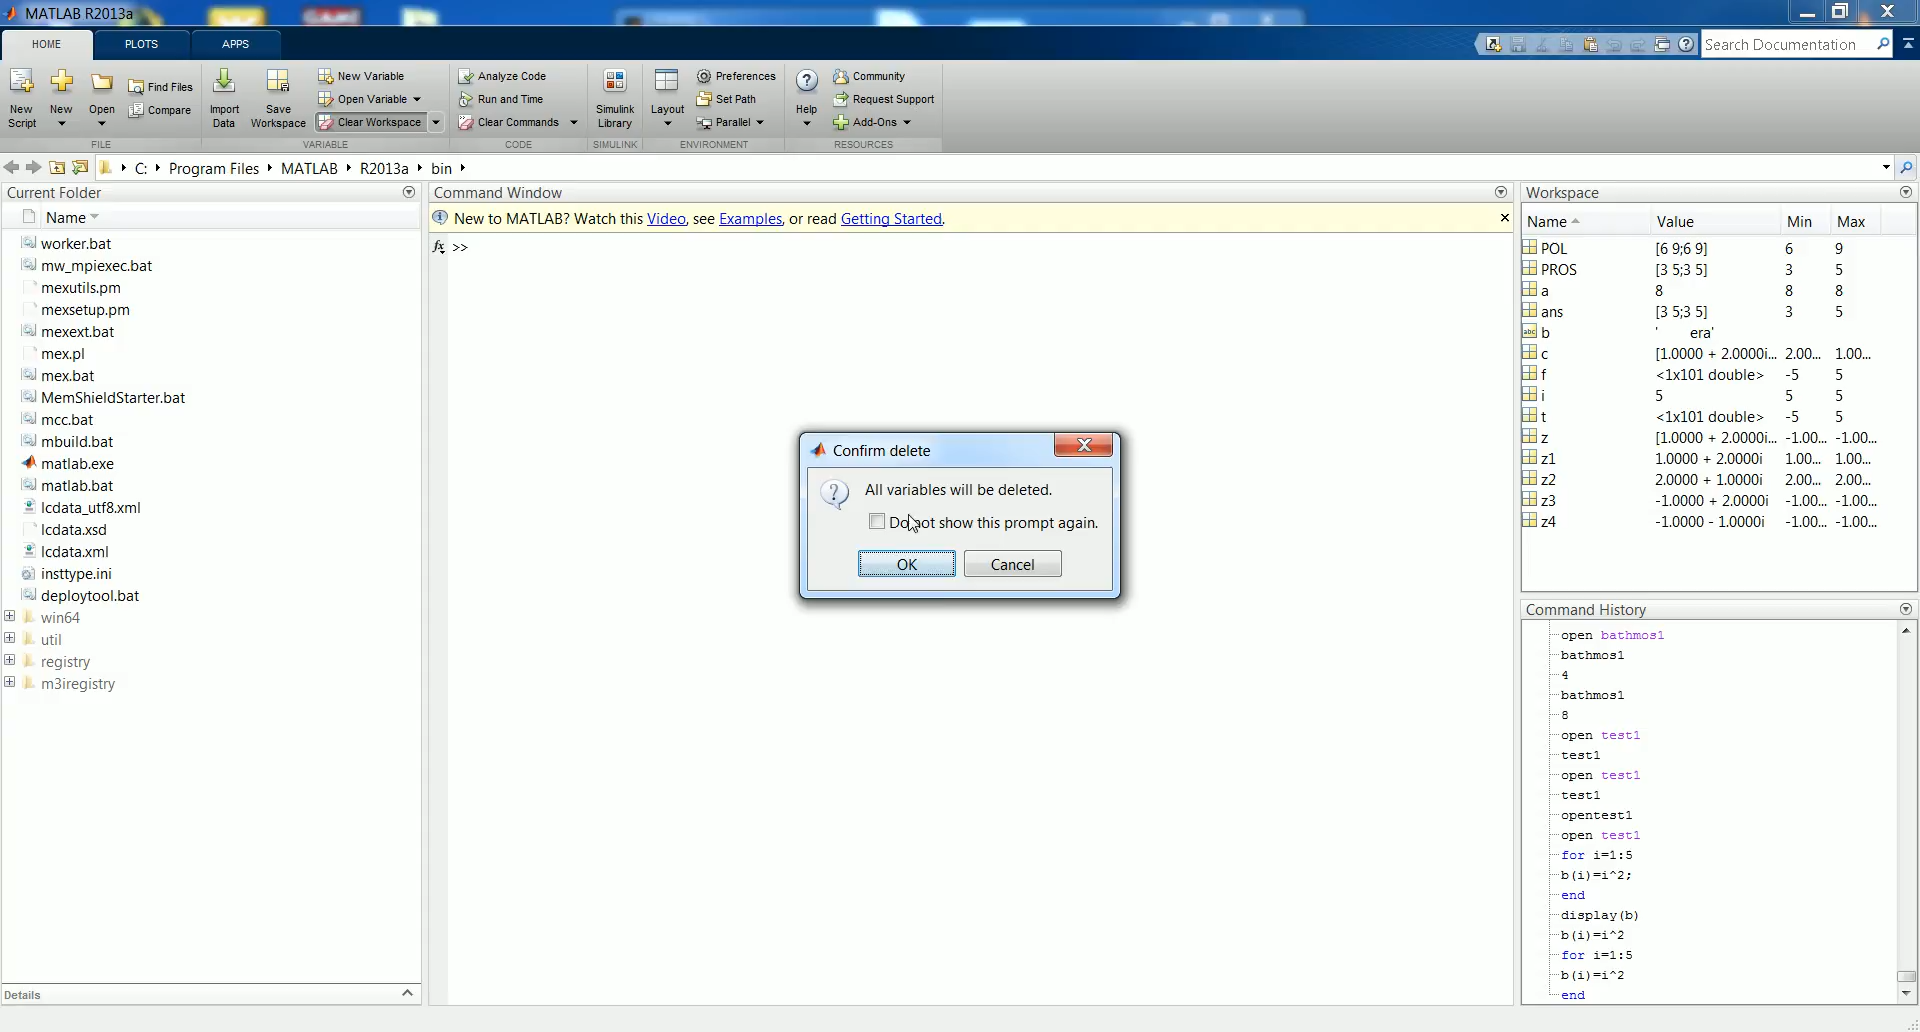 MATLAB R2013a
HOME
PLOTS
APPS
Search Documentation
New Script
New
Open
Find Files
Compare
Import Data
Save Workspace
New Variable
Open Variable
Clear Workspace
Analyze Code
Run and Time
Clear Commands
Simulink Library
Layout
Preferences
Set Path
Parallel
Help
Community
Request Support
Add-Ons
FILE
VARIABLE
CODE
SIMULINK
ENVIRONMENT
RESOURCES
C: Program Files MATLAB R2013a bin
Current Folder
Name
worker.bat
mw_mpiexec.bat
mexutils.pm
mexsetup.pm
mexext.bat
mex.pl
mex.bat
MemShieldStarter.bat
mcc.bat
mbuild.bat
matlab.exe
matlab.bat
lcdata_utf8.xml
lcdata.xsd
lcdata.xml
insttype.ini
deploytool.bat
win64
util
registry
m3iregistry
Details
Command Window
New to MATLAB? Watch this Video, see Examples, or read Getting Started.
fx >>
Confirm delete
All variables will be deleted.
Do not show this prompt again.
OK
Cancel
Workspace
Name Value Min Max
POL [6 9;6 9] 6 9
PROS [3 5;3 5] 3 5
a 8 8 8
ans [3 5;3 5] 3 5
b ' era'
c [1.0000 + 2.0000i... 2.00... 1.00...
f <1x101 double> -5 5
i 5 5 5
t <1x101 double> -5 5
z [1.0000 + 2.0000i... -1.00... -1.00...
z1 1.0000 + 2.0000i 1.00... 1.00...
z2 2.0000 + 1.0000i 2.00... 2.00...
z3 -1.0000 + 2.0000i -1.00... -1.00...
z4 -1.0000 - 1.0000i -1.00... -1.00...
Command History
open bathmos1
bathmos1
4
bathmos1
8
open test1
test1
open test1
test1
opentest1
open test1
for i=1:5
b(i)=i^2;
end
display(b)
b(i)=i^2
for i=1:5
b(i)=i^2
end